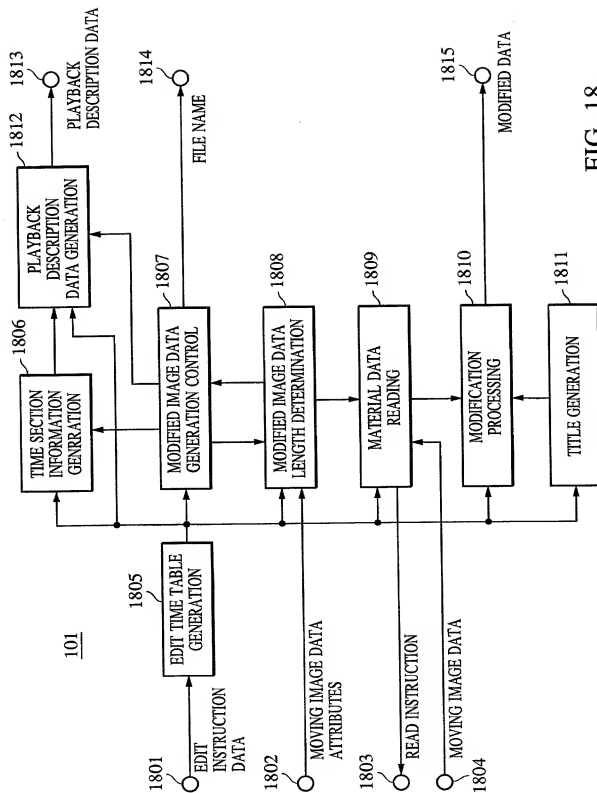 101
1801
EDIT
INSTRUCTION
DATA
1802
MOVING IMAGE DATA
ATTRIBUTES
1803
READ INSTRUCTION
1804
MOVING IMAGE DATA
1805
EDIT TIME TABLE
GENERATION
1806
TIME SECTION
INFORMATION
GENRRATION
1807
MODIFIED IMAGE DATA
GENERATION CONTROL
1808
MODIFIED IMAGE DATA
LENGTH DETERMINATION
1809
MATERIAL DATA
READING
1810
MODIFICATION
PROCESSING
1811
TITLE GENERATION
1812
PLAYBACK
DESCRIPTION
DATA GENERATION
1813
PLAYBACK
DESCRIPTION DATA
1814
FILE NAME
1815
MODIFIED DATA
FIG. 18